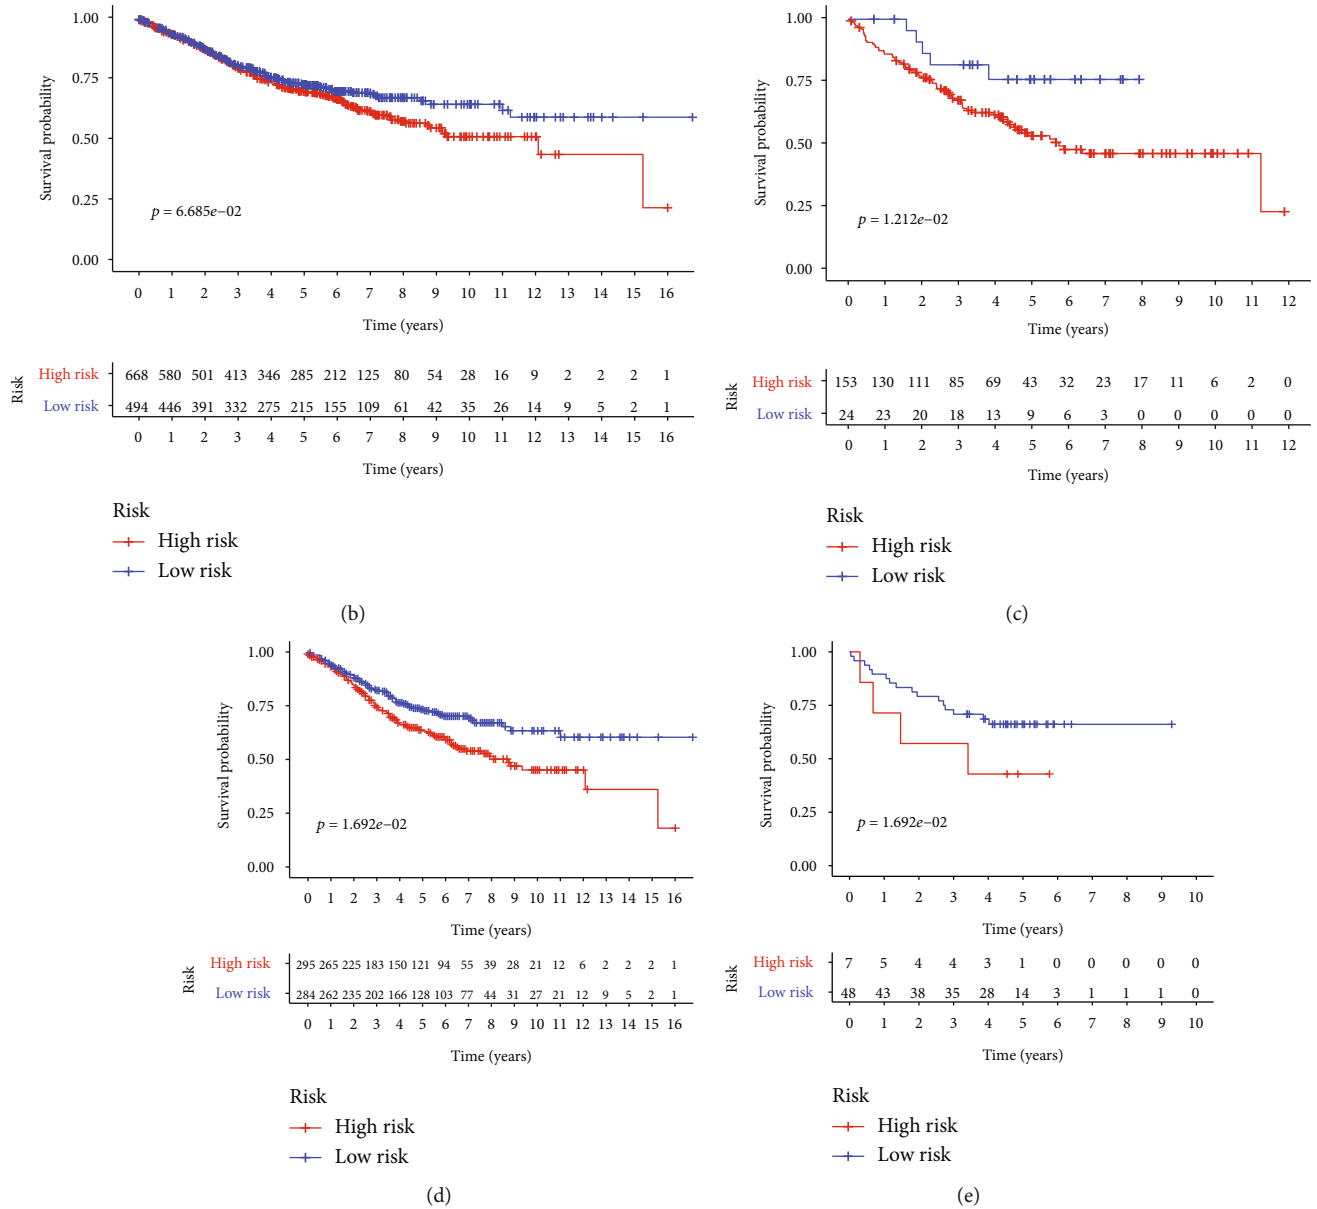 1.00
0.75
0.50
0.25
0.00
Survival probability
p = 6.685e−02
0 1 2 3 4 5 6 7 8 9 10 11 12 13 14 15 16
Time (years)
Risk
High risk 668 580 501 413 346 285 212 125 80 54 28 16 9 2 2 2 1
Low risk 494 446 391 332 275 215 155 109 61 42 35 26 14 9 5 2 1
0 1 2 3 4 5 6 7 8 9 10 11 12 13 14 15 16
Time (years)
Risk
High risk
Low risk
(b)
1.00
0.75
0.50
0.25
0.00
Survival probability
p = 1.212e−02
0 1 2 3 4 5 6 7 8 9 10 11 12
Time (years)
Risk
High risk 153 130 111 85 69 43 32 23 17 11 6 2 0
Low risk 24 23 20 18 13 9 6 3 0 0 0 0 0
0 1 2 3 4 5 6 7 8 9 10 11 12
Time (years)
Risk
High risk
Low risk
(c)
1.00
0.75
0.50
0.25
0.00
Survival probability
p = 1.692e−02
0 1 2 3 4 5 6 7 8 9 10 11 12 13 14 15 16
Time (years)
Risk
High risk 295 265 225 183 150 121 94 55 39 28 21 12 6 2 2 2 1
Low risk 284 262 235 202 166 128 103 77 44 31 27 21 12 9 5 2 1
0 1 2 3 4 5 6 7 8 9 10 11 12 13 14 15 16
Time (years)
Risk
High risk
Low risk
(d)
1.00
0.75
0.50
0.25
0.00
Survival probability
p = 1.692e−02
0 1 2 3 4 5 6 7 8 9 10
Time (years)
Risk
High risk 7 5 4 4 3 1 0 0 0 0 0
Low risk 48 43 38 35 28 14 3 1 1 1 0
0 1 2 3 4 5 6 7 8 9 10
Time (years)
Risk
High risk
Low risk
(e)